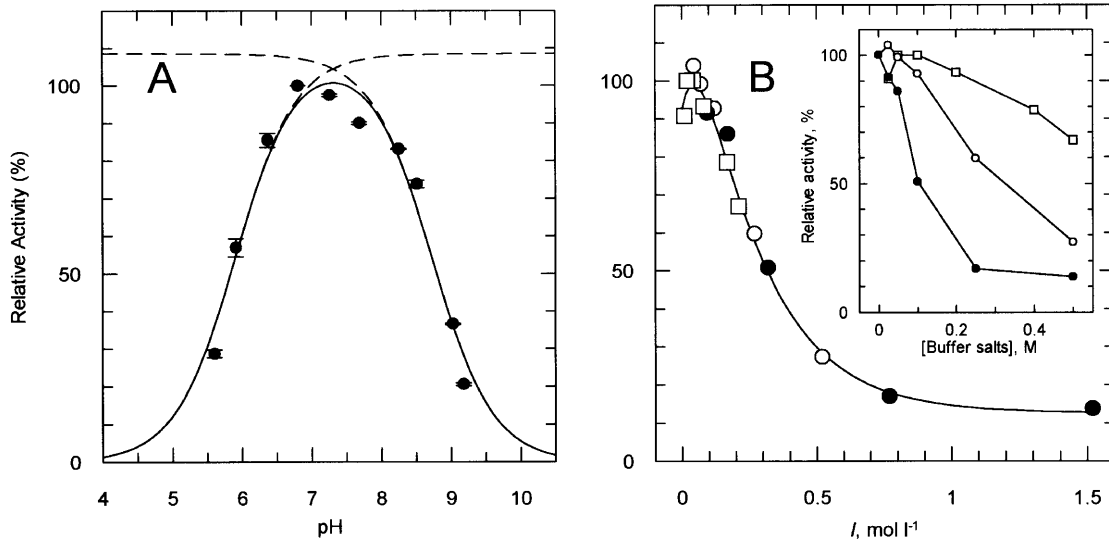 A
Relative Activity (%)
100
50
0
4 5 6 7 8 9 10
pH
B
100
50
0
0 0.5 1 1.5
I, mol l-1
Relative activity, %
100
50
0
0 0.2 0.4
[Buffer salts], M